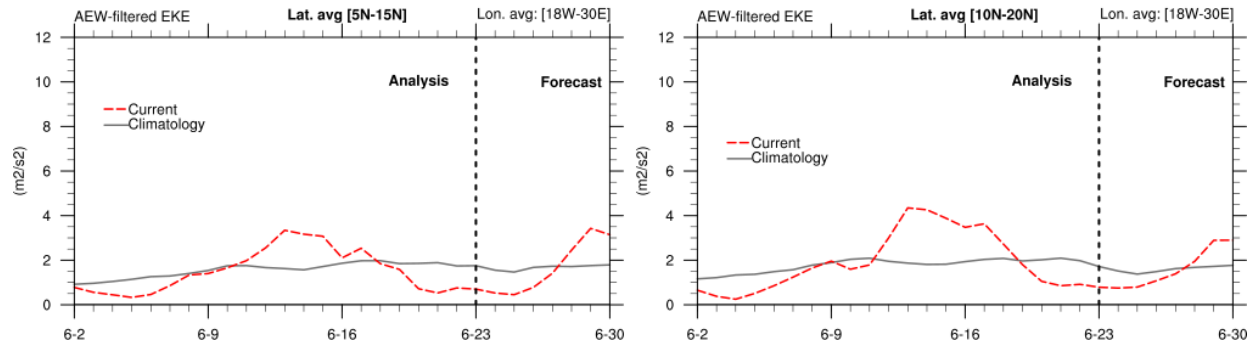 AEW-filtered EKE Lat. avg [5N-15N] Lon. avg: [18W-30E]
12
10
8
6
4
2
0
(m2/s2)
Analysis Forecast
Current
Climatology
6-2 6-9 6-16 6-23 6-30
AEW-filtered EKE Lat. avg [10N-20N] Lon. avg: [18W-30E]
12
10
8
6
4
2
0
(m2/s2)
Analysis Forecast
Current
Climatology
6-2 6-9 6-16 6-23 6-30